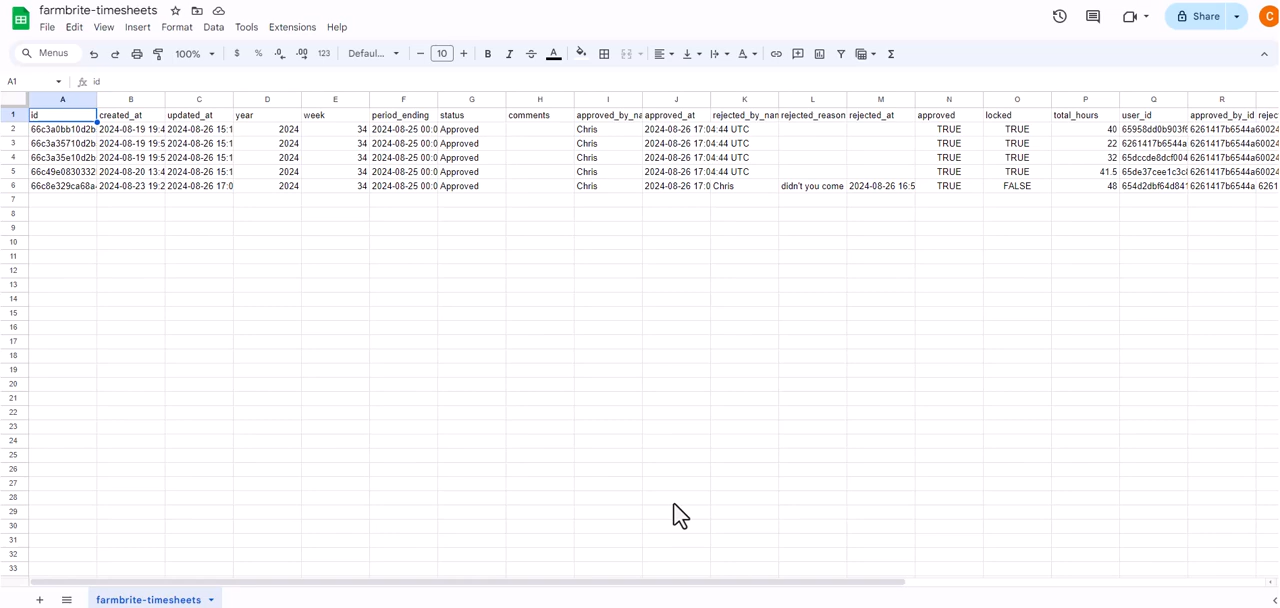 farmbrite-timesheets
File Edit View Insert Format Data Tools Extensions Help
Share
C
Menus 100% $ % .0 .00 123 Defaul... 10 B I A Σ
A1 fx id
A B C D E F G H I J K L M N O P Q R
1 id created_at updated_at year week period_ending status comments approved_by_na approved_at rejected_by_nam rejected_reason rejected_at approved locked total_hours user_id approved_by_id rejec
2 66c3a0bb10d2b 2024-08-19 19:4 2024-08-26 15:1 2024 34 2024-08-25 00:0 Approved Chris 2024-08-26 17:04:44 UTC TRUE TRUE 40 65958dd0b903f6 6261417b6544a60024
3 66c3a35710d2b 2024-08-19 19:5 2024-08-26 15:1 2024 34 2024-08-25 00:0 Approved Chris 2024-08-26 17:04:44 UTC TRUE TRUE 22 6261417b6544a 6261417b6544a60024
4 66c3a35e10d2b 2024-08-19 19:5 2024-08-26 15:1 2024 34 2024-08-25 00:0 Approved Chris 2024-08-26 17:04:44 UTC TRUE TRUE 32 65dccde8dcf004 6261417b6544a60024
5 66c49e0830332 2024-08-20 13:4 2024-08-26 15:1 2024 34 2024-08-25 00:0 Approved Chris 2024-08-26 17:04:44 UTC TRUE TRUE 41.5 65de37cee1c3c8 6261417b6544a60024
6 66c8e329ca68a 2024-08-23 19:2 2024-08-26 17:0 2024 34 2024-08-25 00:0 Approved Chris 2024-08-26 17:0 Chris didn't you come 2024-08-26 16:5 TRUE FALSE 48 654d2dbf64d841 6261417b6544a 6261
7
8
9
10
11
12
13
14
15
16
17
18
19
20
21
22
23
24
25
26
27
28
29
30
31
32
33
farmbrite-timesheets